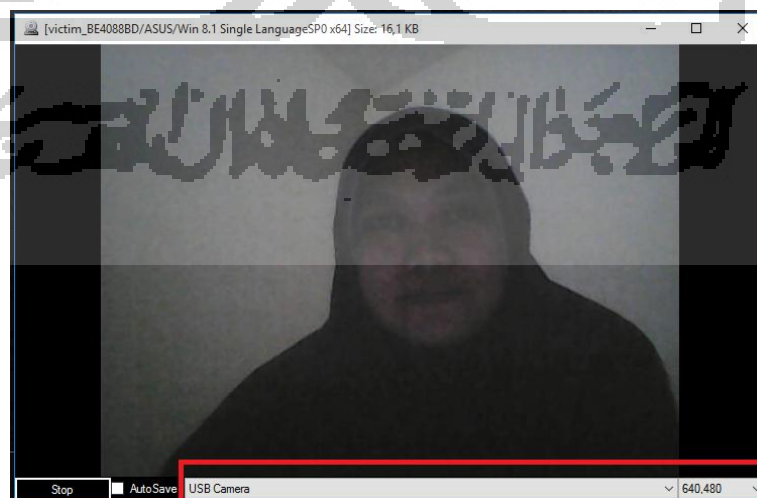 [victim_BE4088BD/ASUS/Win 8.1 Single LanguageSP0 x64] Size: 16,1 KB
Stop
AutoSave
USB Camera
640,480